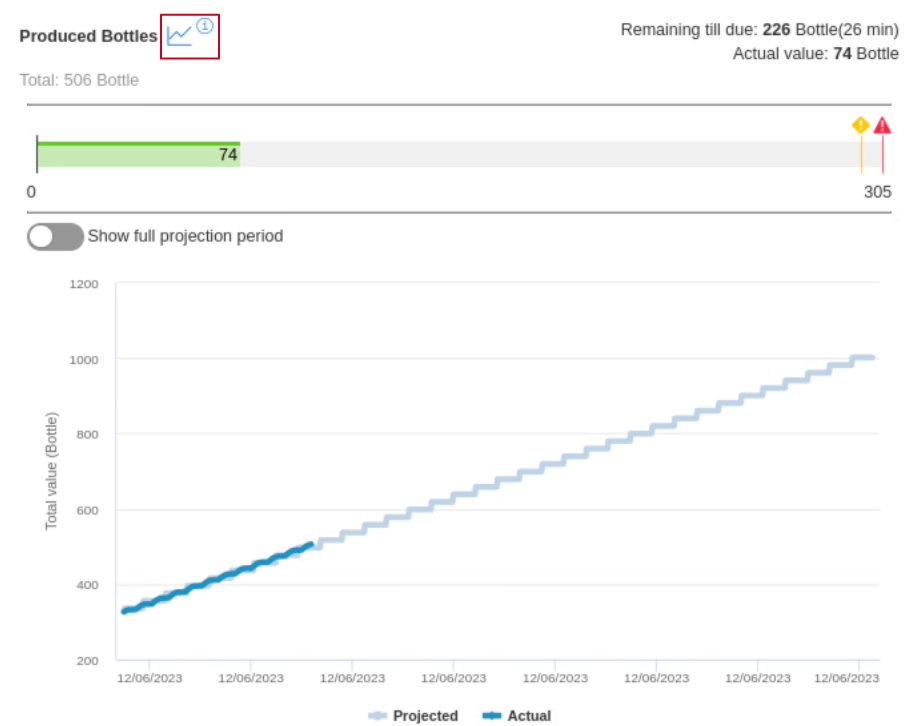 Produced Bottles
Remaining till due: 226 Bottle(26 min)
Actual value: 74 Bottle
Total: 506 Bottle
74
0
305
Show full projection period
1200
1000
800
600
400
200
Total value (Bottle)
12/06/2023 12/06/2023 12/06/2023 12/06/2023 12/06/2023 12/06/2023 12/06/2023 12/06/2023
Projected Actual